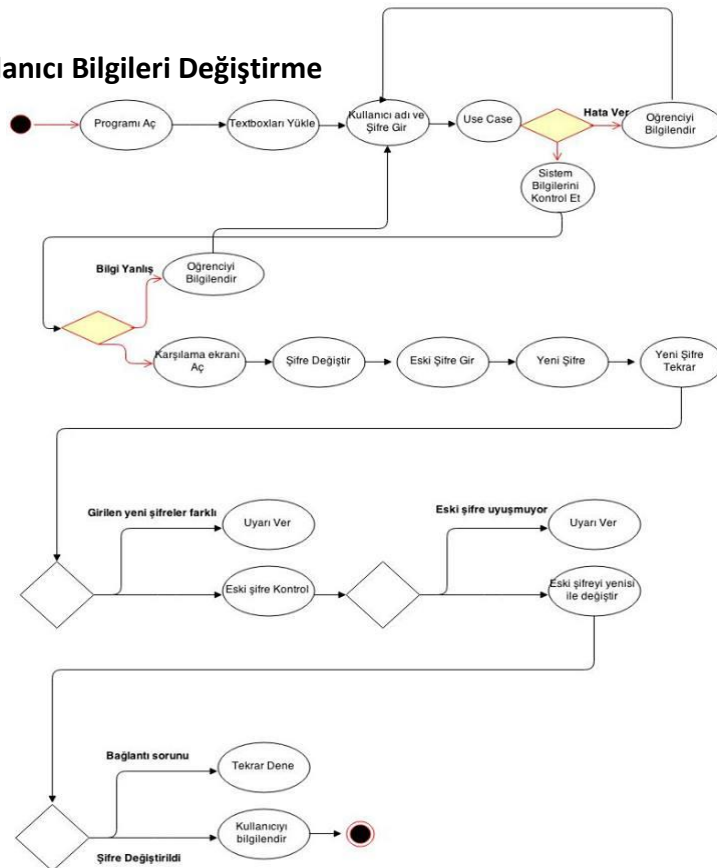 lanıcı Bilgileri Değiştirme
Programı Aç
Textboxları Yükle
Kullanıcı adı ve
Şifre Gir
Use Case
Hata Ver
Öğrenciyi
Bilgilendir
Sistem
Bilgilerini
Kontrol Et
Bilgi Yanlış
Öğrenciyi
Bilgilendir
Karşılama ekranı
Aç
Şifre Değiştir
Eski Şifre Gir
Yeni Şifre
Yeni Şifre
Tekrar
Girilen yeni şifreler farklı
Uyarı Ver
Eski şifre uyuşmuyor
Uyarı Ver
Eski şifre Kontrol
Eski şifreyi yenisi
ile değiştir
Bağlantı sorunu
Tekrar Dene
Kullanıcıyı
bilgilendir
Şifre Değiştirildi